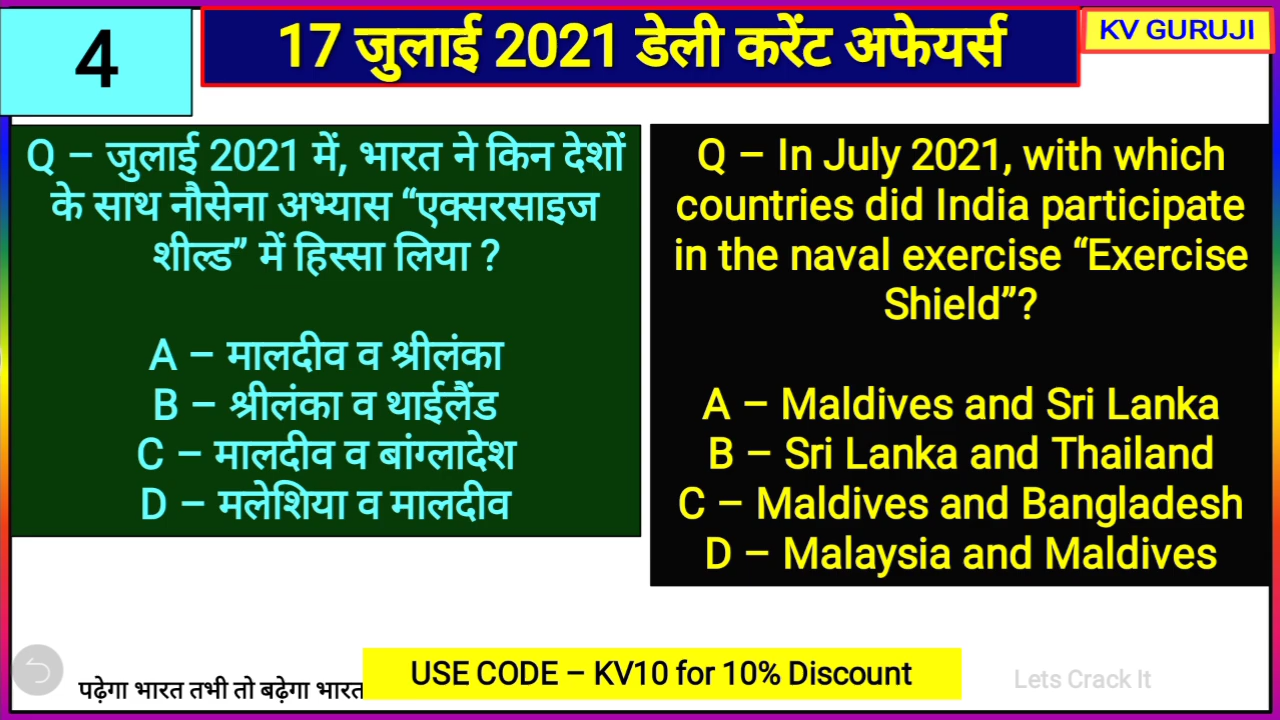 4
17 जुलाई 2021 डेली करेंट अफेयर्स
KV GURUJI
Q – जुलाई 2021 में, भारत ने किन देशों
के साथ नौसेना अभ्यास “एक्सरसाइज
शील्ड” में हिस्सा लिया ?
A – मालदीव व श्रीलंका
B – श्रीलंका व थाईलैंड
C – मालदीव व बांग्लादेश
D – मलेशिया व मालदीव
Q – In July 2021, with which
countries did India participate
in the naval exercise “Exercise
Shield”?
A – Maldives and Sri Lanka
B – Sri Lanka and Thailand
C – Maldives and Bangladesh
D – Malaysia and Maldives
पढ़ेगा भारत तभी तो बढ़ेगा भारत
USE CODE – KV10 for 10% Discount
Lets Crack It